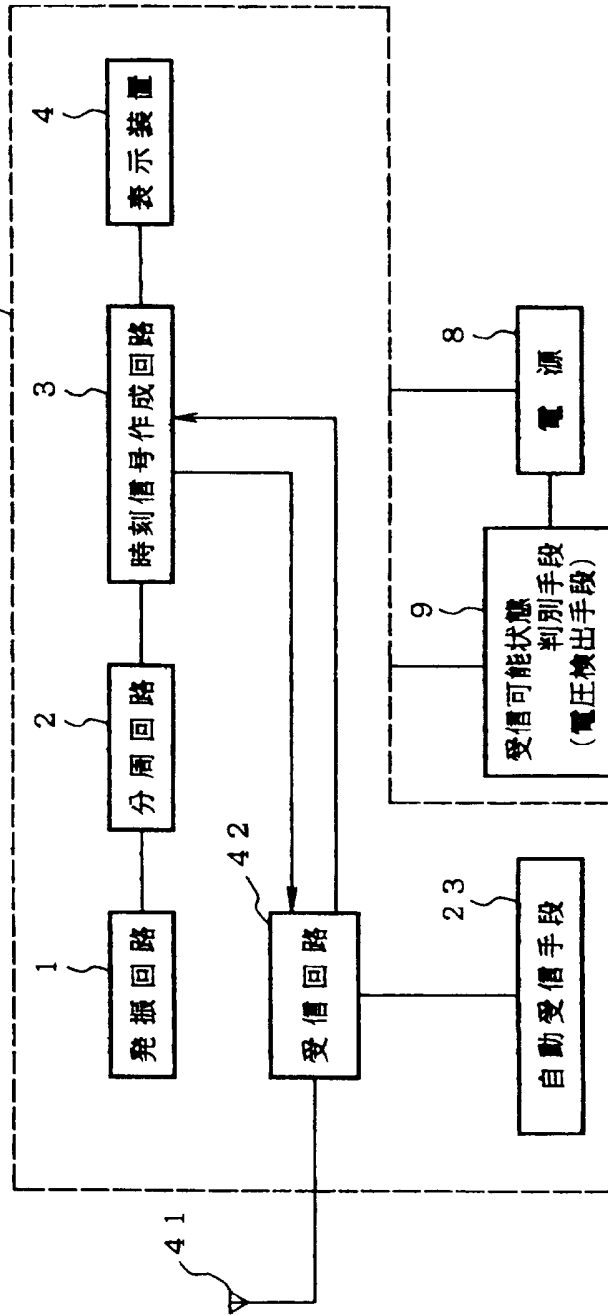 1
発振回路
2
分周回路
3
時刻信号作成回路
4
表示装置
41
42
受信回路
23
自動受信手段
9
受信可能状態
判別手段
(電圧検出手段)
8
電源